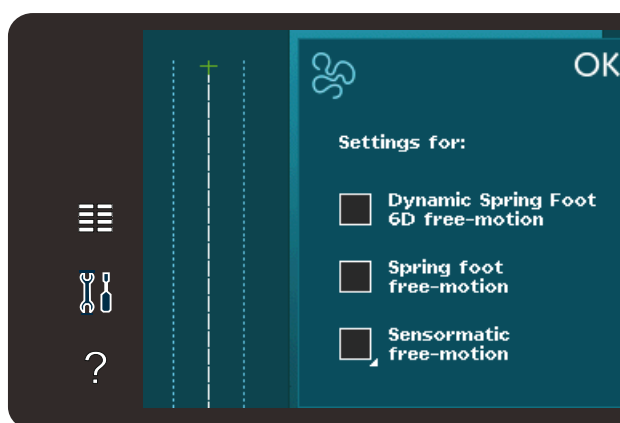 OK
Settings for:
Dynamic Spring Foot
6D free-motion
Spring foot
free-motion
Sensormatic
free-motion
?